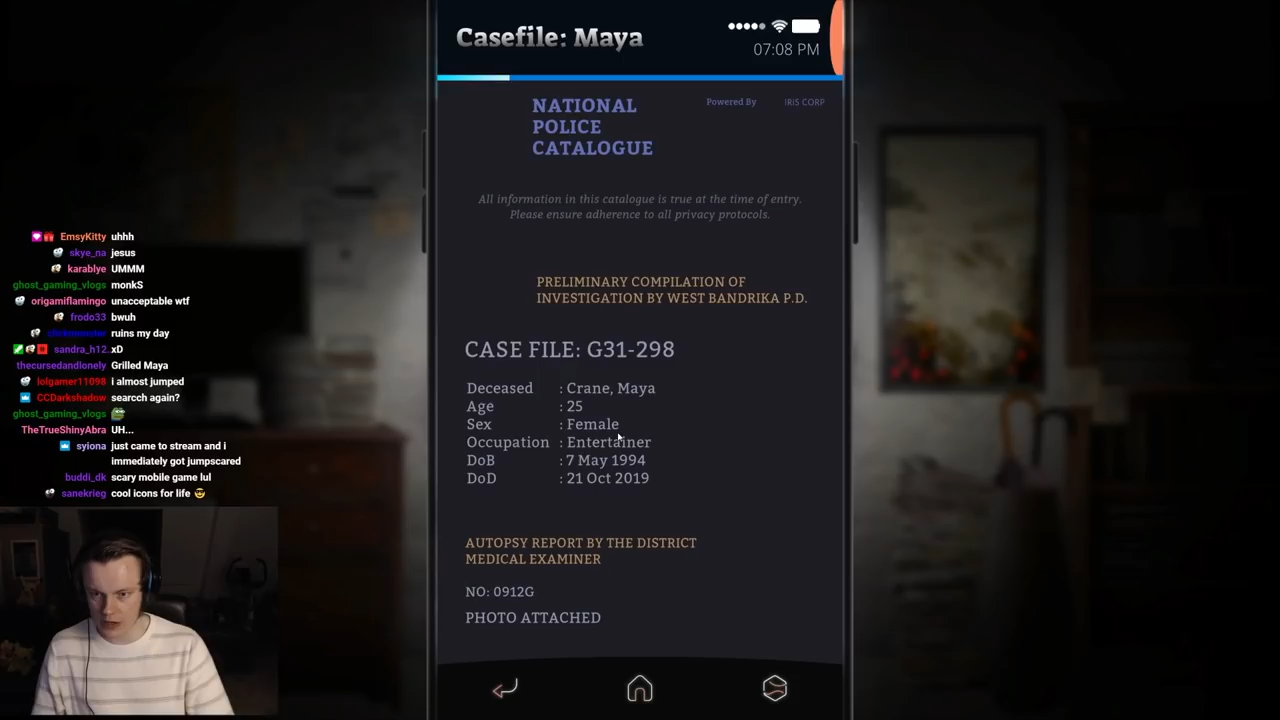 Casefile: Maya
07:08 PM
NATIONAL
POLICE
CATALOGUE
Powered By IRIS CORP
All information in this catalogue is true at the time of entry.
Please ensure adherence to all privacy protocols.
PRELIMINARY COMPILATION OF
INVESTIGATION BY WEST BANDRIKA P.D.
CASE FILE: G31-298
Deceased : Crane, Maya
Age : 25
Sex : Female
Occupation : Entertainer
DoB : 7 May 1994
DoD : 21 Oct 2019
AUTOPSY REPORT BY THE DISTRICT
MEDICAL EXAMINER
NO: 0912G
PHOTO ATTACHED
EmsyKitty uhhh
skye_na jesus
karablye UMMM
ghost_gaming_vlogs monkS
origamiflamingo unacceptable wtf
frodo33 bwuh
ruins my day
sandra_h12. xD
thecursedandlonely Grilled Maya
lolgamer11098 i almost jumped
CCDarkshadow searcch again?
ghost_gaming_vlogs
TheTrueShinyAbra UH...
syiona just came to stream and i
immediately got jumpscared
buddi_dk scary mobile game lul
sanekrieg cool icons for life